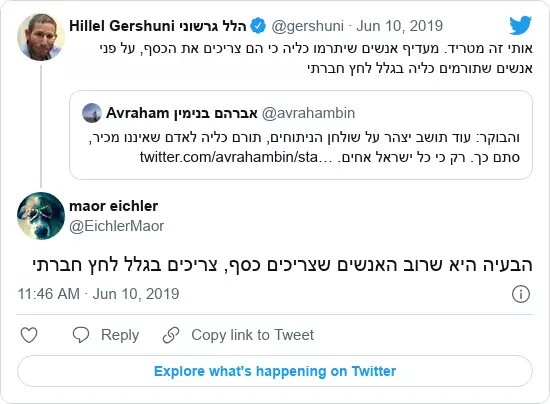 Hillel Gershuni הלל גרשוני @gershuni · Jun 10, 2019
אותי זה מטריד. מעדיף אנשים שיתרמו כליה כי הם צריכים את הכסף, על פני
אנשים שתורמים כליה בגלל לחץ חברתי
Avraham אברהם בנימין @avrahambin
והבוקר: עוד תושב יצהר על שולחן הניתוחים, תורם כליה לאדם שאיננו מכיר,
סתם כך. רק כי כל ישראל אחים. twitter.com/avrahambin/sta…
maor eichler
@EichlerMaor
הבעיה היא שרוב האנשים שצריכים כסף, צריכים בגלל לחץ חברתי
11:46 AM · Jun 10, 2019
Reply
Copy link to Tweet
Explore what's happening on Twitter